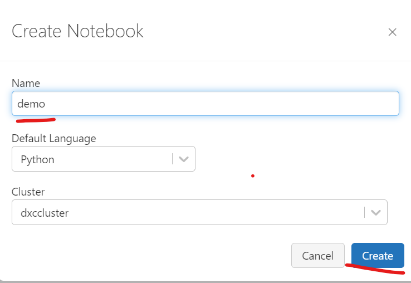 Create Notebook
Name
demo
Default Language
Python
Cluster
dxccluster
Cancel
Create